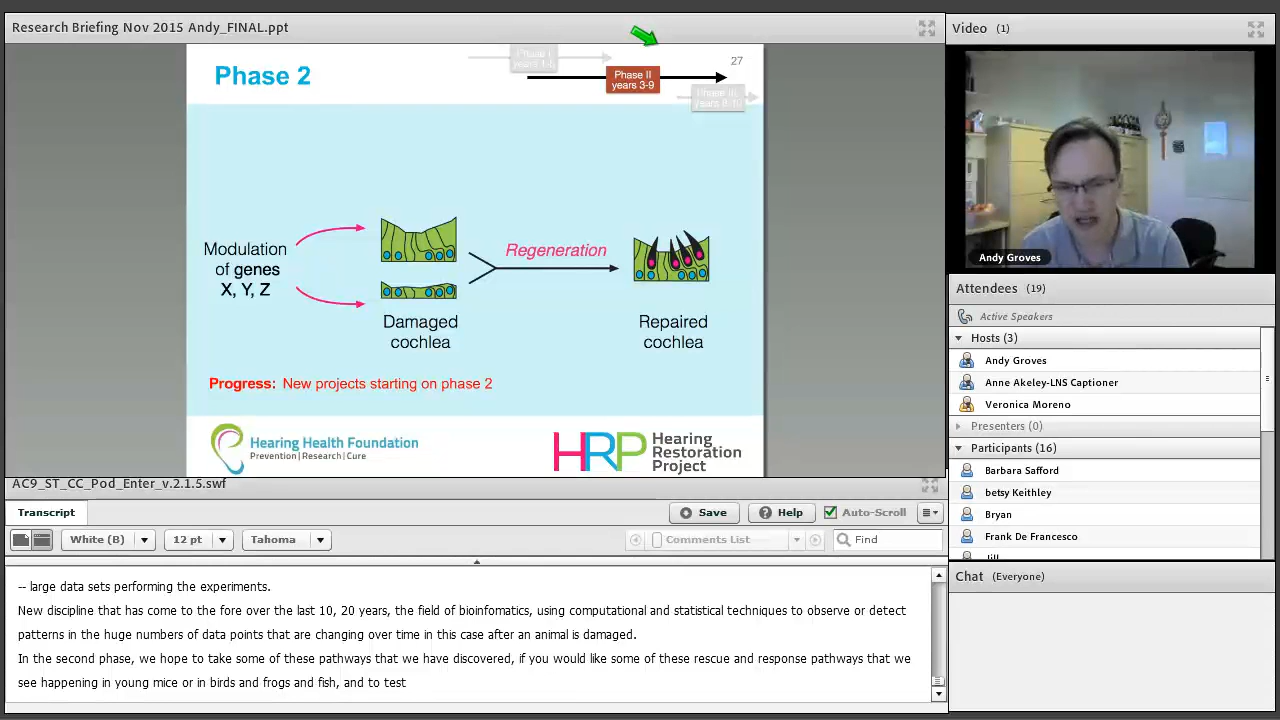 Research Briefing Nov 2015 Andy_FINAL.ppt
Phase 2
Phase I
years 1-5
Phase II
years 3-9
Phase III
27
Modulation
of genes
X, Y, Z
Damaged
cochlea
Regeneration
Repaired
cochlea
Progress: New projects starting on phase 2
Hearing Health Foundation
Prevention|Research|Cure
HRP Hearing
Restoration
Project
Video (1)
Andy Groves
Attendees (19)
Active Speakers
Hosts (3)
Andy Groves
Anne Akeley-LNS Captioner
Veronica Moreno
Presenters (0)
Participants (16)
Barbara Safford
betsy Keithley
Bryan
Frank De Francesco
Jill
Chat (Everyone)
AC9_ST_CC_Pod_Enter_v.2.1.5.swf
Transcript
Save
Help
Auto-Scroll
White (B)
12 pt
Tahoma
Comments List
Find
-- large data sets performing the experiments.
New discipline that has come to the fore over the last 10, 20 years, the field of bioinfomatics, using computational and statistical techniques to observe or detect
patterns in the huge numbers of data points that are changing over time in this case after an animal is damaged.
In the second phase, we hope to take some of these pathways that we have discovered, if you would like some of these rescue and response pathways that we
see happening in young mice or in birds and frogs and fish, and to test